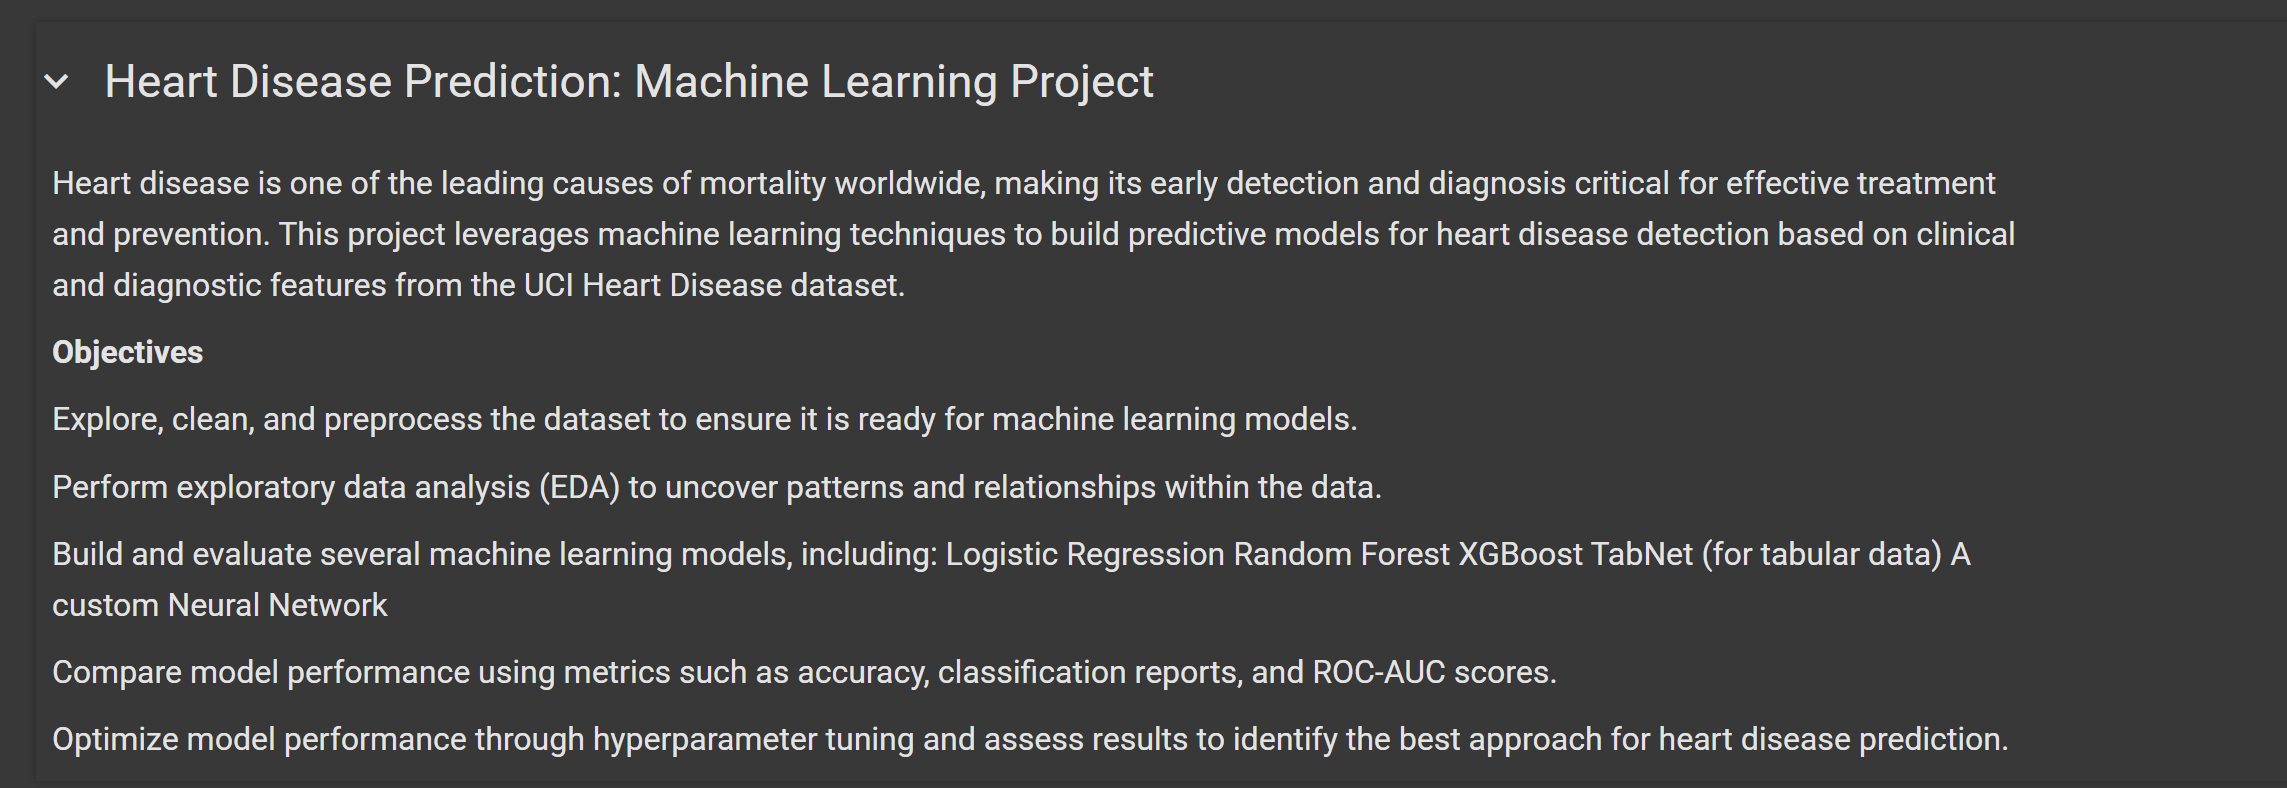 Heart Disease Prediction: Machine Learning Project
Heart disease is one of the leading causes of mortality worldwide, making its early detection and diagnosis critical for effective treatment
and prevention. This project leverages machine learning techniques to build predictive models for heart disease detection based on clinical
and diagnostic features from the UCI Heart Disease dataset.
Objectives
Explore, clean, and preprocess the dataset to ensure it is ready for machine learning models.
Perform exploratory data analysis (EDA) to uncover patterns and relationships within the data.
Build and evaluate several machine learning models, including: Logistic Regression Random Forest XGBoost TabNet (for tabular data) A
custom Neural Network
Compare model performance using metrics such as accuracy, classification reports, and ROC-AUC scores.
Optimize model performance through hyperparameter tuning and assess results to identify the best approach for heart disease prediction.